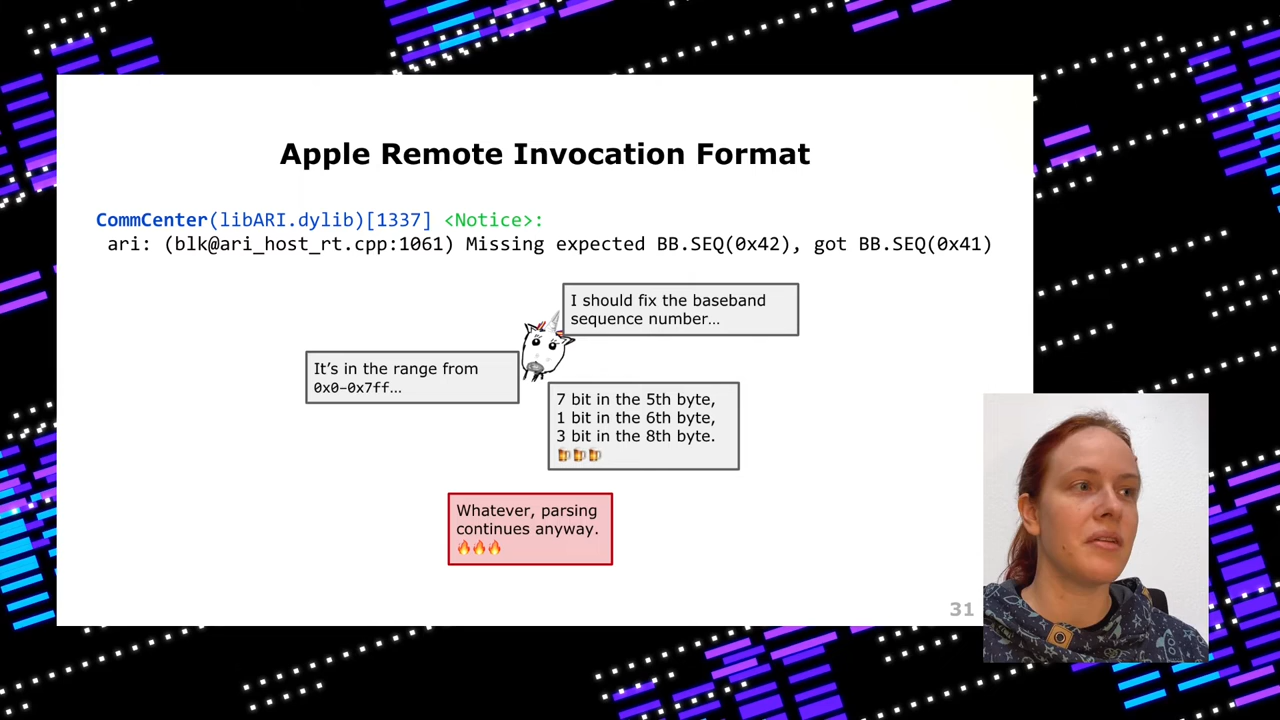 Apple Remote Invocation Format
CommCenter(libARI.dylib)[1337] <Notice>:
ari: (blk@ari_host_rt.cpp:1061) Missing expected BB.SEQ(0x42), got BB.SEQ(0x41)
I should fix the baseband
sequence number…
It’s in the range from
0x0–0x7ff…
7 bit in the 5th byte,
1 bit in the 6th byte,
3 bit in the 8th byte.
🍺🍺🍺
Whatever, parsing
continues anyway.
🔥🔥🔥
31